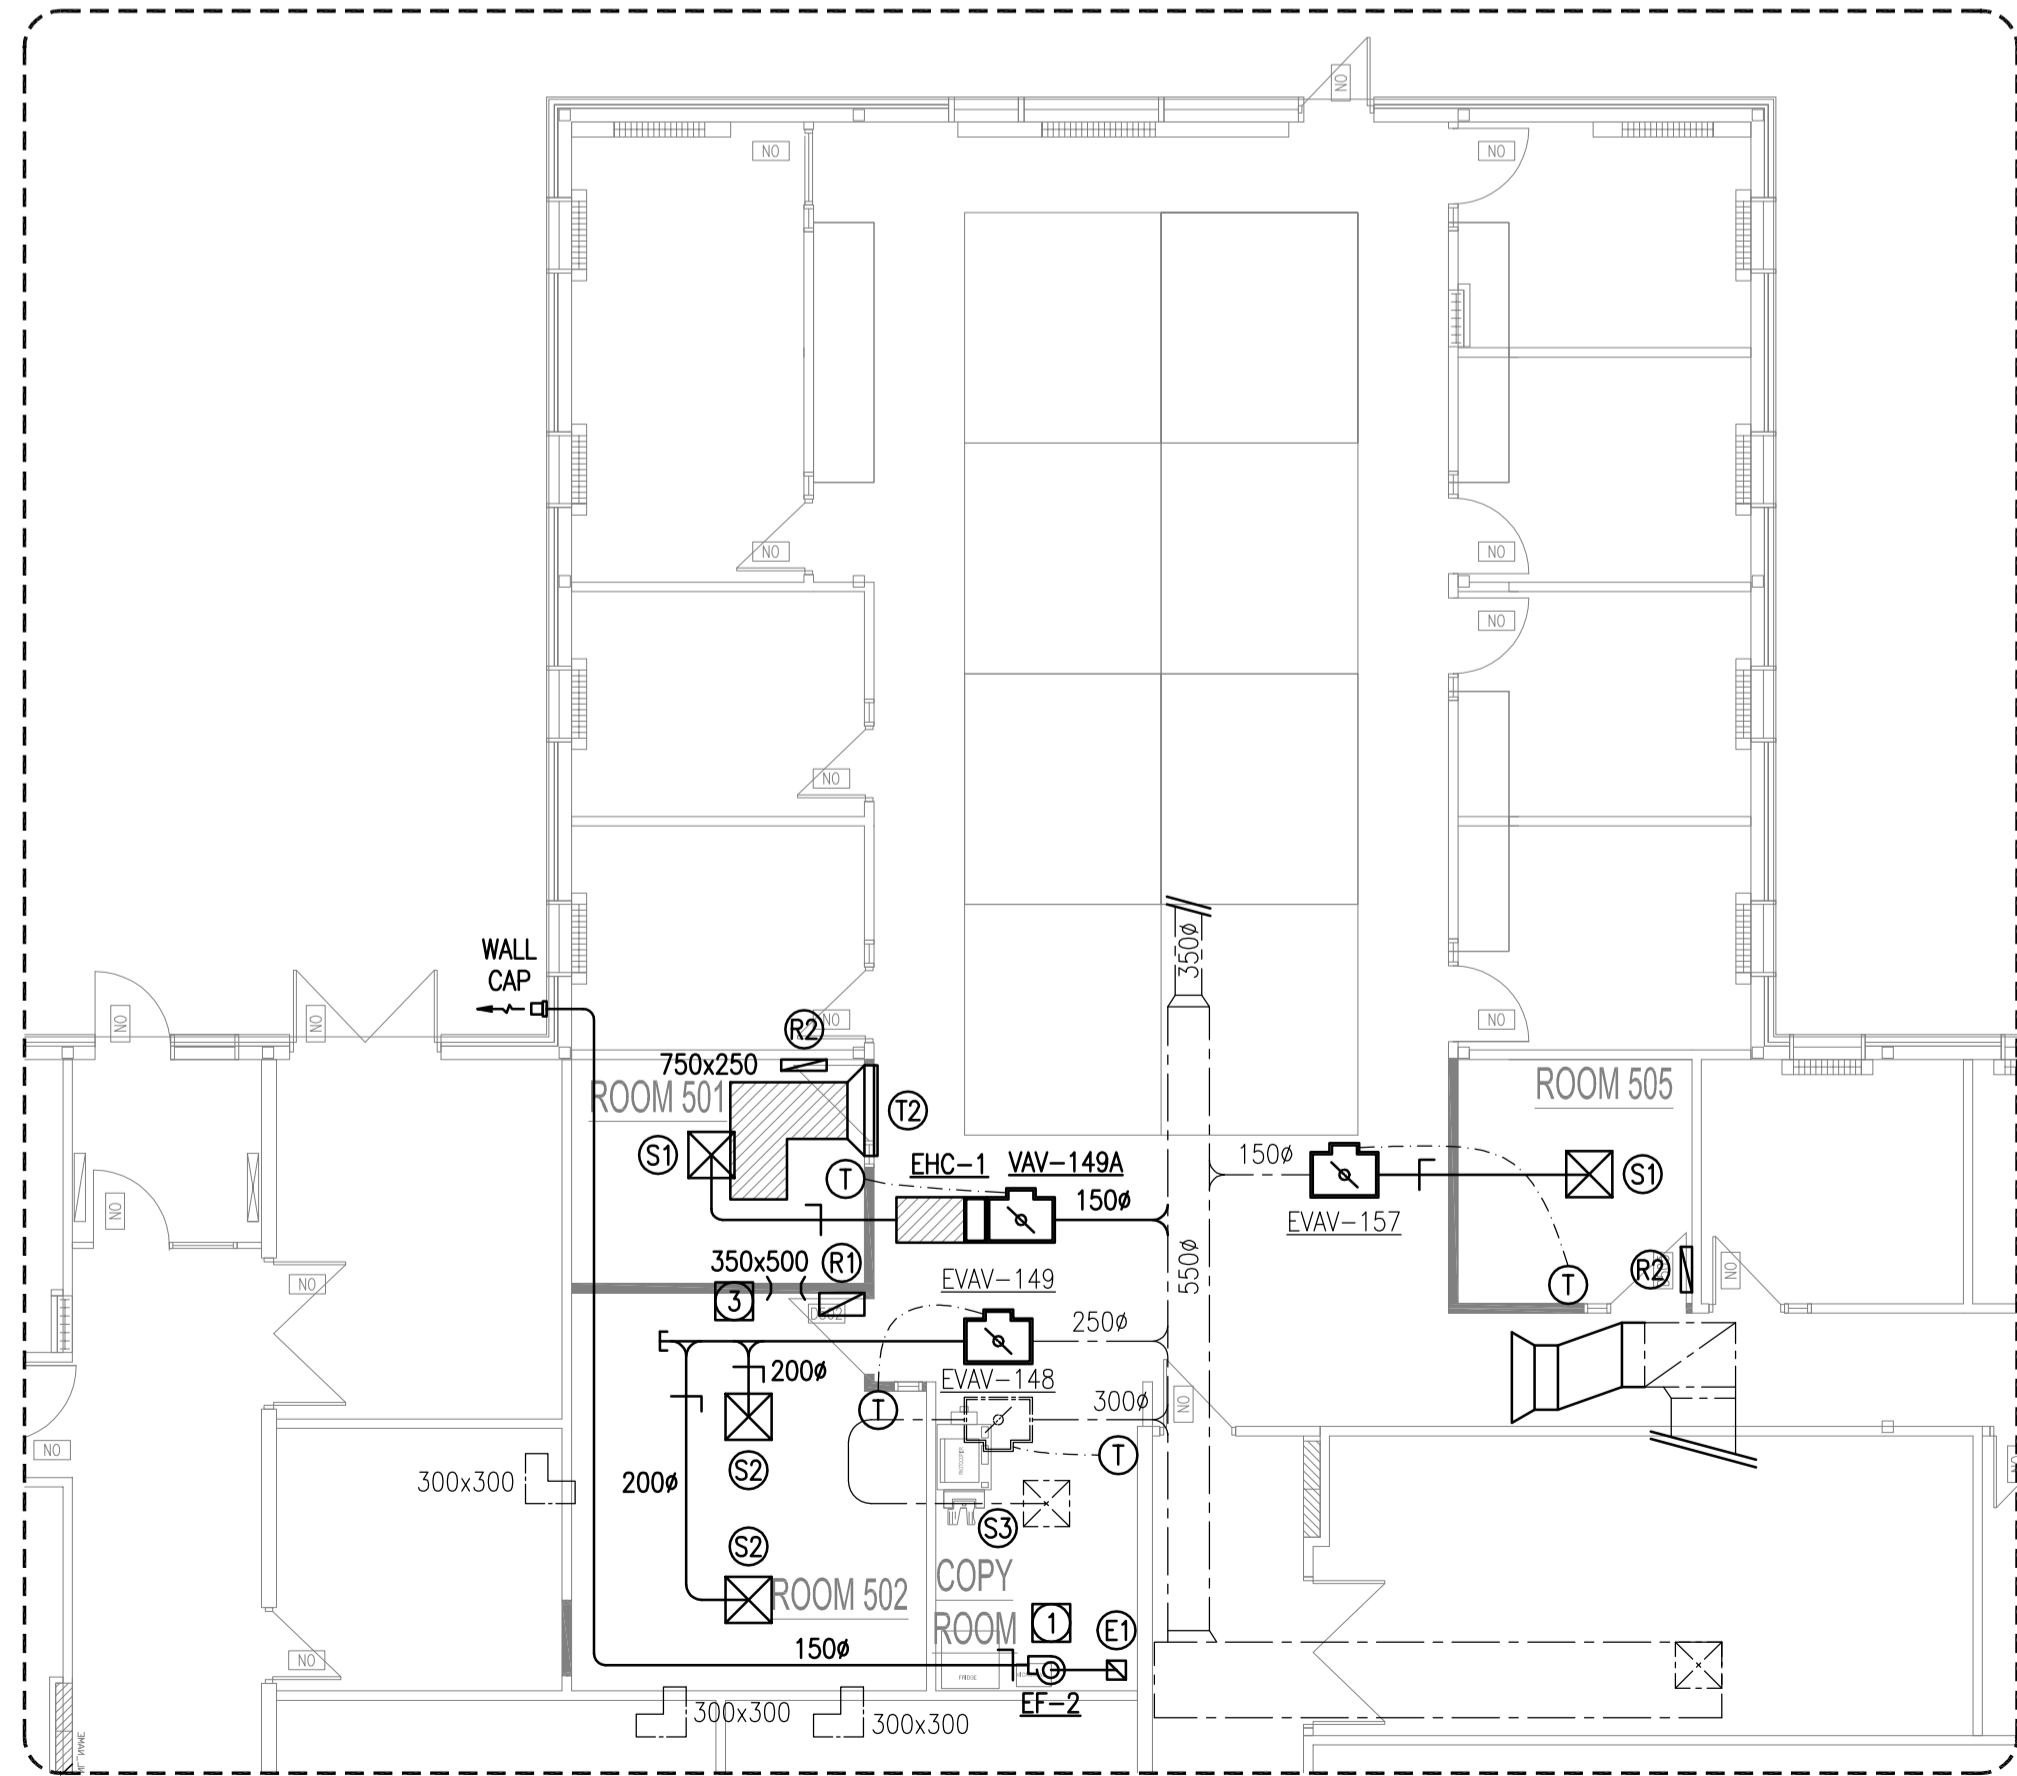 NO
NO
NO
NO
NO
NO
NO
350ø
WALL
CAP
NO
NO
NO
NO
R2
750x250
ROOM 501
ROOM 505
T2
S1
EHC-1
VAV-149A
150ø
150ø
S1
T
EVAV-157
NO
550ø
350x500
R1
EVAV-149
R2
NO
NO
3
T
250ø
200ø
EVAV-148
300ø
NO
T
T
NO
NO
300x300
200ø
S2
PHOTOCOPIER
S3
S2
COPY
ROOM 502
ROOM
1
E1
NO
150ø
FRIDGE
EF-2
300x300
300x300